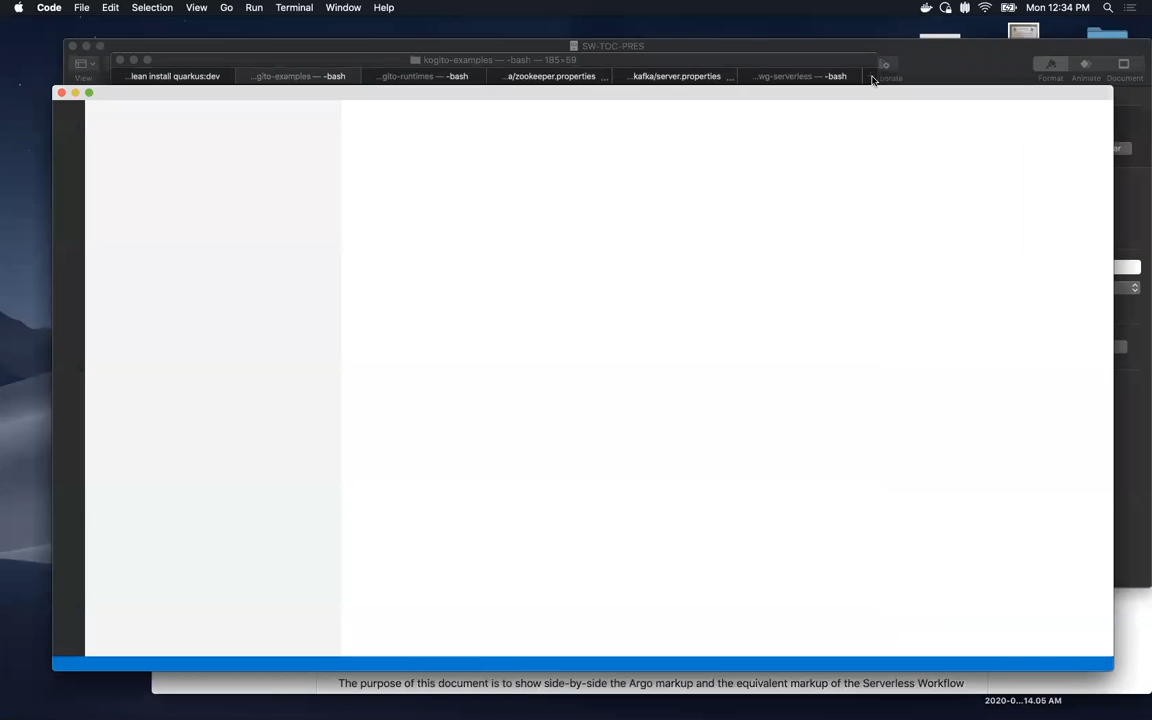 Code File Edit Selection View Go Run Terminal Window Help Mon 12:34 PM
SW-TOC-PRES
kogito-examples — -bash — 185×59
View Format Animate Document
...lean install quarkus:dev ...gito-examples — -bash ...gito-runtimes — -bash ...a/zookeeper.properties ... ...kafka/server.properties ... ...wg-serverless — -bash
The purpose of this document is to show side-by-side the Argo markup and the equivalent markup of the Serverless Workflow
2020-0...14.05 AM